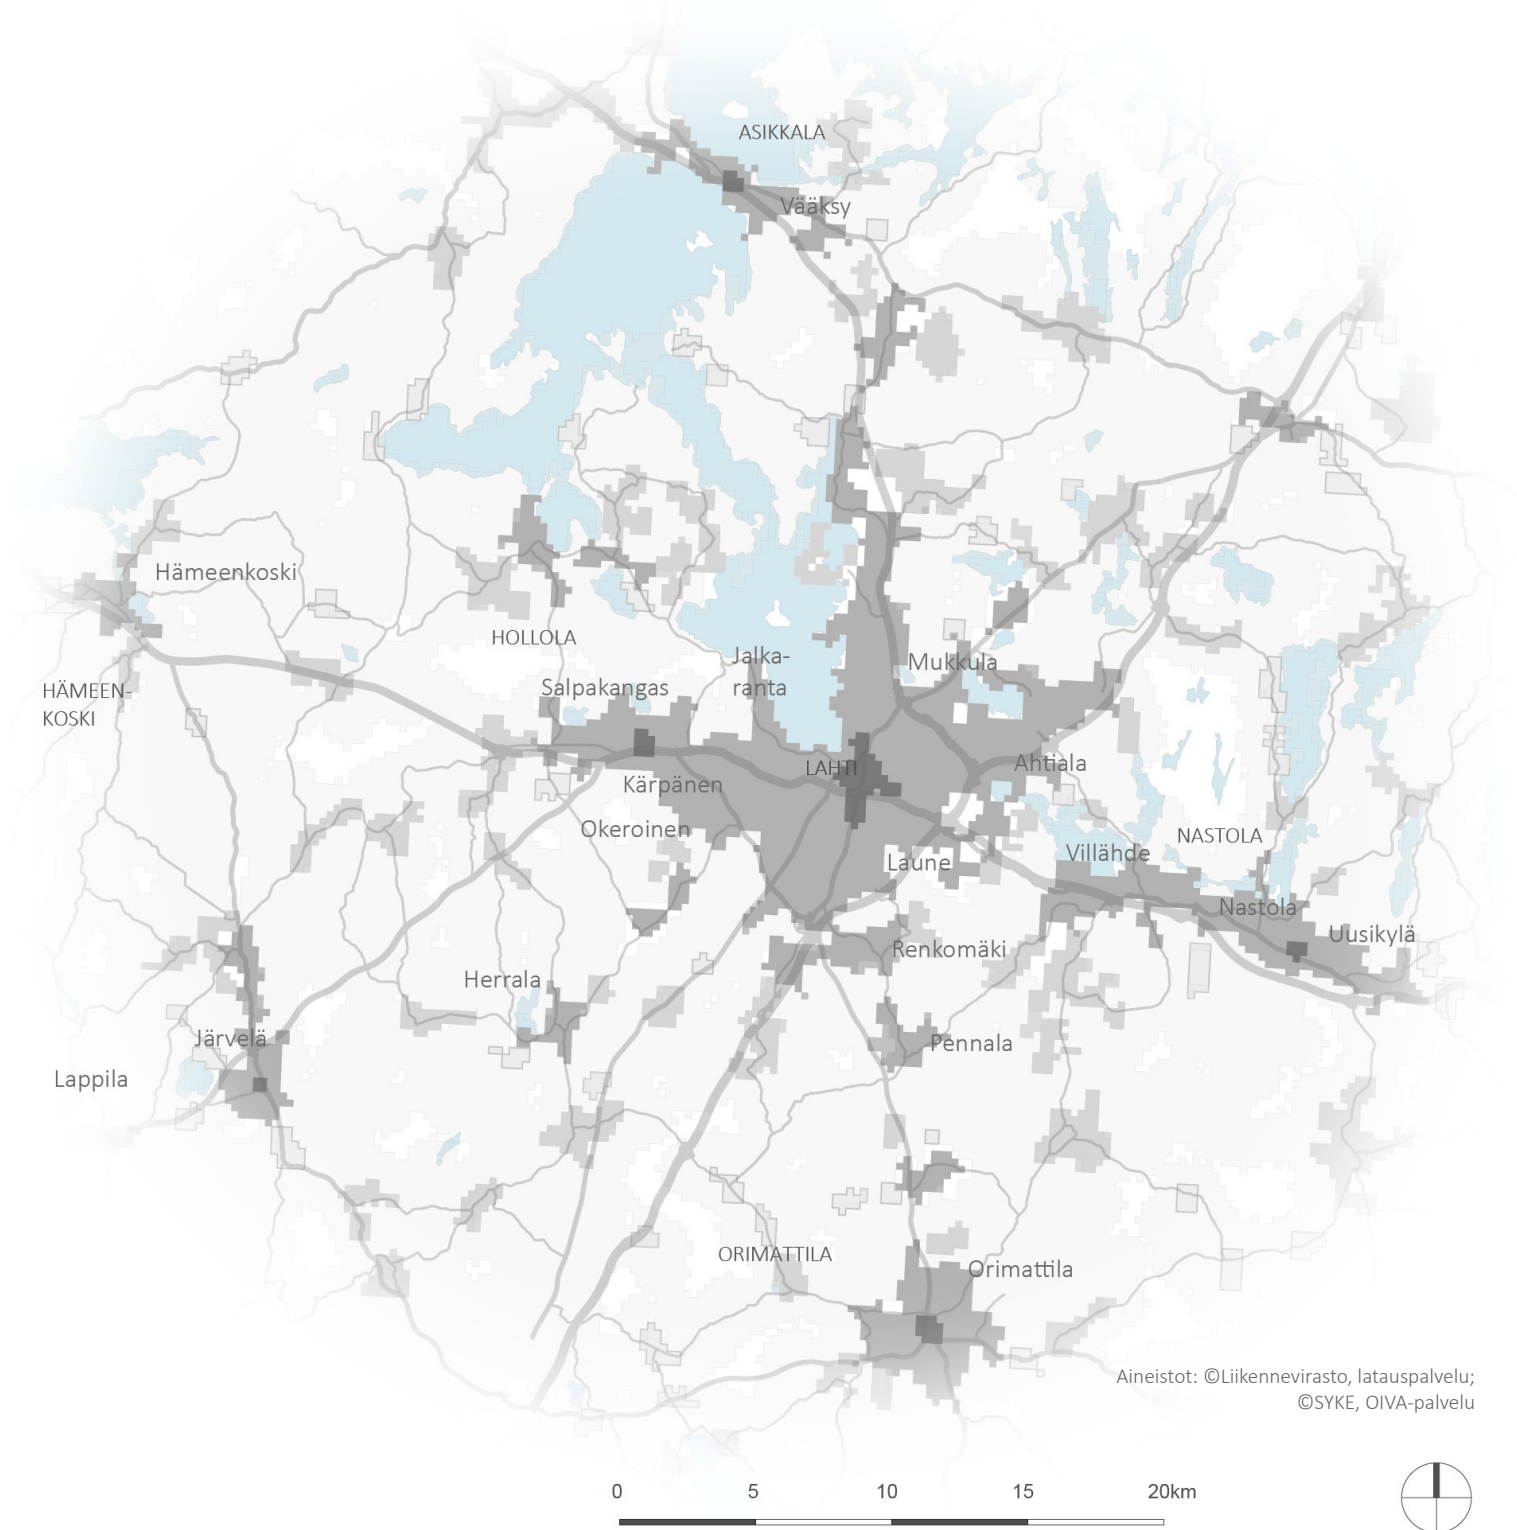 ASIKKALA
Vääksy
Hämeenkoski
HOLLOLA
Jalka-
ranta
Mukkula
HÄMEEN-
KOSKI
Salpakangas
LAHTI
Ahtiala
Kärpänen
Okeroinen
NASTOLA
Villähde
Laune
Nastola
Uusikylä
Renkomäki
Herrala
Järvelä
Pennala
Lappila
ORIMATTILA
Orimattila
Aineistot: ©Liikennevirasto, latauspalvelu;
©SYKE, OIVA-palvelu
0 5 10 15 20km